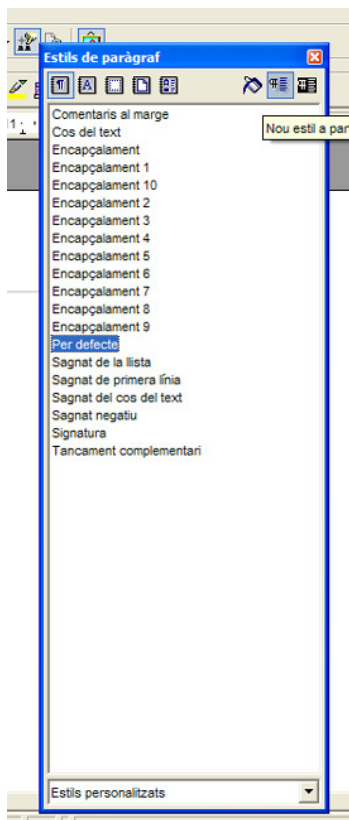 Estils de paràgraf
Nou estil a par
Comentaris al marge
Cos del text
Encapçalament
Encapçalament 1
Encapçalament 10
Encapçalament 2
Encapçalament 3
Encapçalament 4
Encapçalament 5
Encapçalament 6
Encapçalament 7
Encapçalament 8
Encapçalament 9
Per defecte
Sagnat de la llista
Sagnat de primera línia
Sagnat del cos del text
Sagnat negatiu
Signatura
Tancament complementari
Estils personalitzats